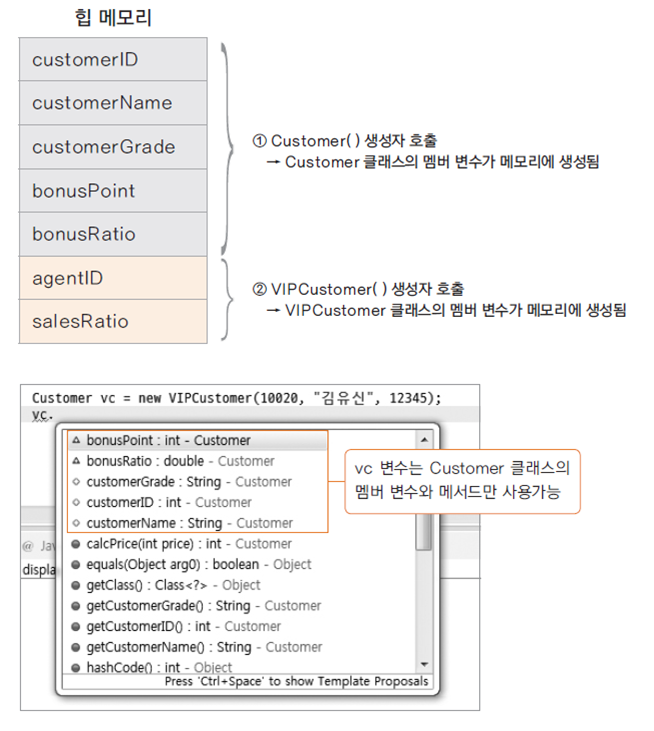 힙 메모리
customerID
customerName
customerGrade
bonusPoint
bonusRatio
agentID
salesRatio
① Customer( ) 생성자 호출
→ Customer 클래스의 멤버 변수가 메모리에 생성됨
② VIPCustomer( ) 생성자 호출
→ VIPCustomer 클래스의 멤버 변수가 메모리에 생성됨
Customer vc = new VIPCustomer(10020, "김유신", 12345);
vc.
bonusPoint : int - Customer
bonusRatio : double - Customer
customerGrade : String - Customer
customerID : int - Customer
customerName : String - Customer
calcPrice(int price) : int - Customer
equals(Object arg0) : boolean - Object
getClass() : Class<?> - Object
getCustomerGrade() : String - Customer
getCustomerID() : int - Customer
getCustomerName() : String - Customer
hashCode() : int - Object
Press 'Ctrl+Space' to show Template Proposals
vc 변수는 Customer 클래스의
멤버 변수와 메서드만 사용가능
@ Jav
displa